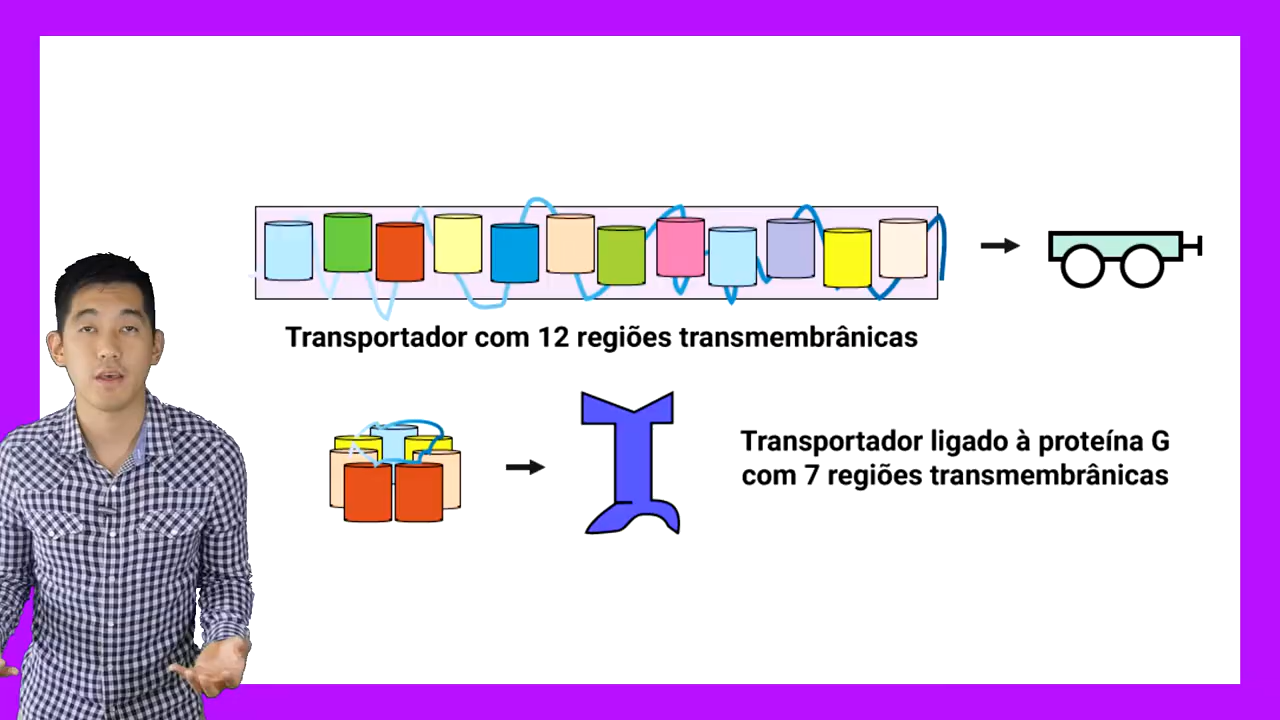 Transportador com 12 regiões transmembrânicas
Transportador ligado à proteína G
com 7 regiões transmembrânicas